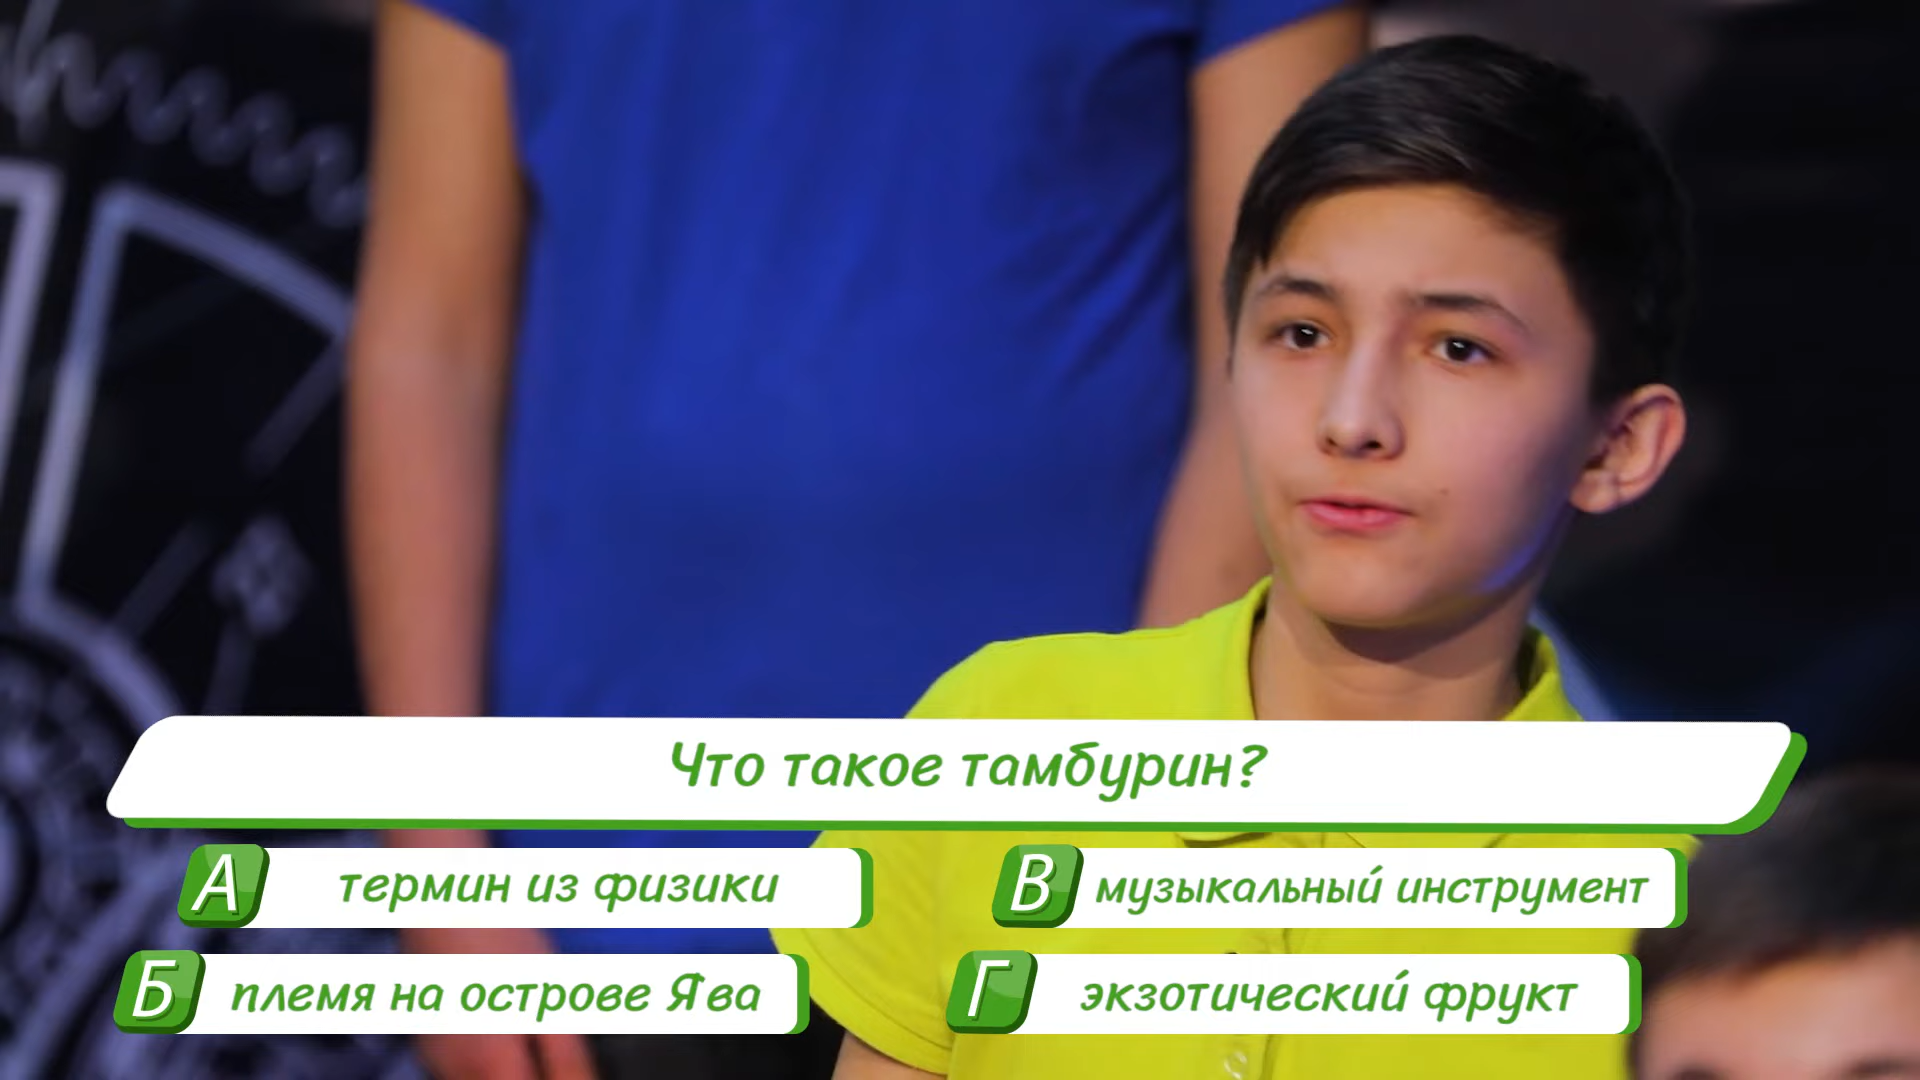 Что такое тамбурин?
А термин из физики
В музыкальный инструмент
Б племя на острове Ява
Г экзотический фрукт